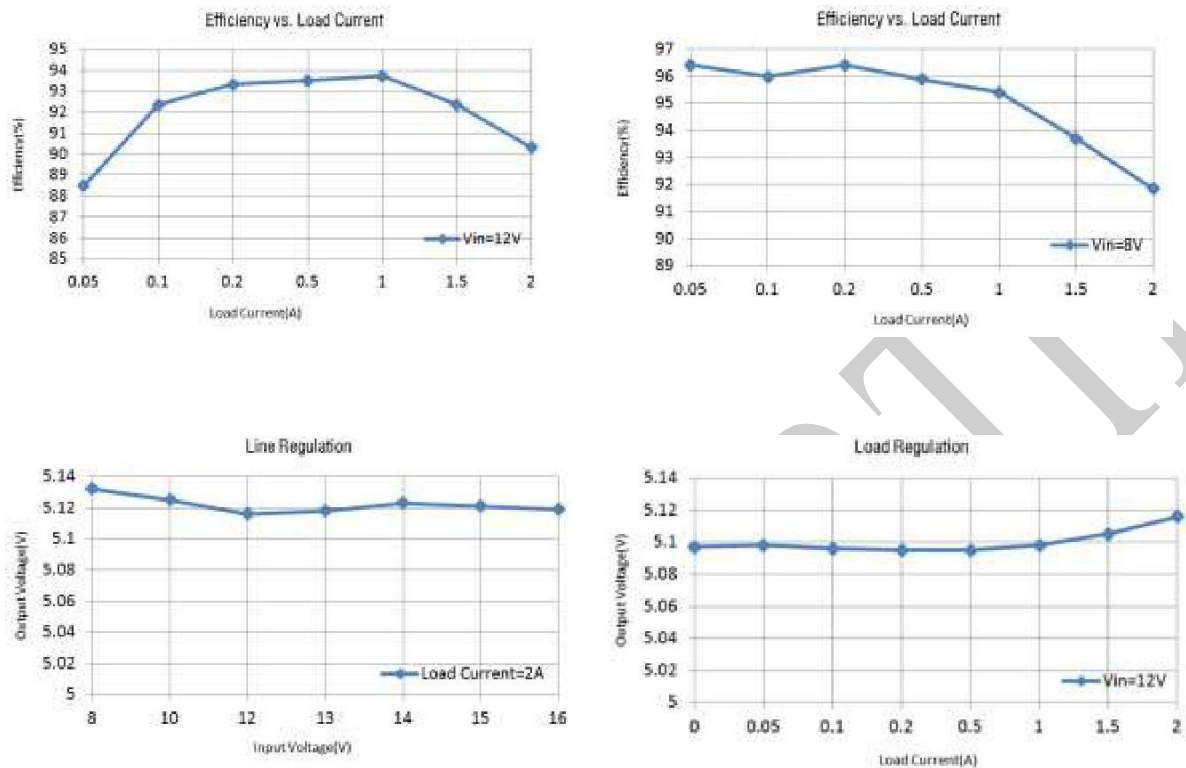 Efficiency vs. Load Current
Efficiency(%)
95
94
93
92
91
90
89
88
87
86
85
Vin=12V
0.05 0.1 0.2 0.5 1 1.5 2
Load Current(A)
Efficiency vs. Load Current
Efficiency(%)
97
96
95
94
93
92
91
90
89
Vin=8V
0.05 0.1 0.2 0.5 1 1.5 2
Load Current(A)
Line Regulation
Output Voltage(V)
5.14
5.12
5.1
5.08
5.06
5.04
5.02
5
Load Current=2A
8 10 12 13 14 15 16
Input Voltage(V)
Load Regulation
Output Voltage(V)
5.14
5.12
5.1
5.08
5.06
5.04
5.02
5
Vin=12V
0 0.05 0.1 0.2 0.5 1 1.5 2
Load Current(A)